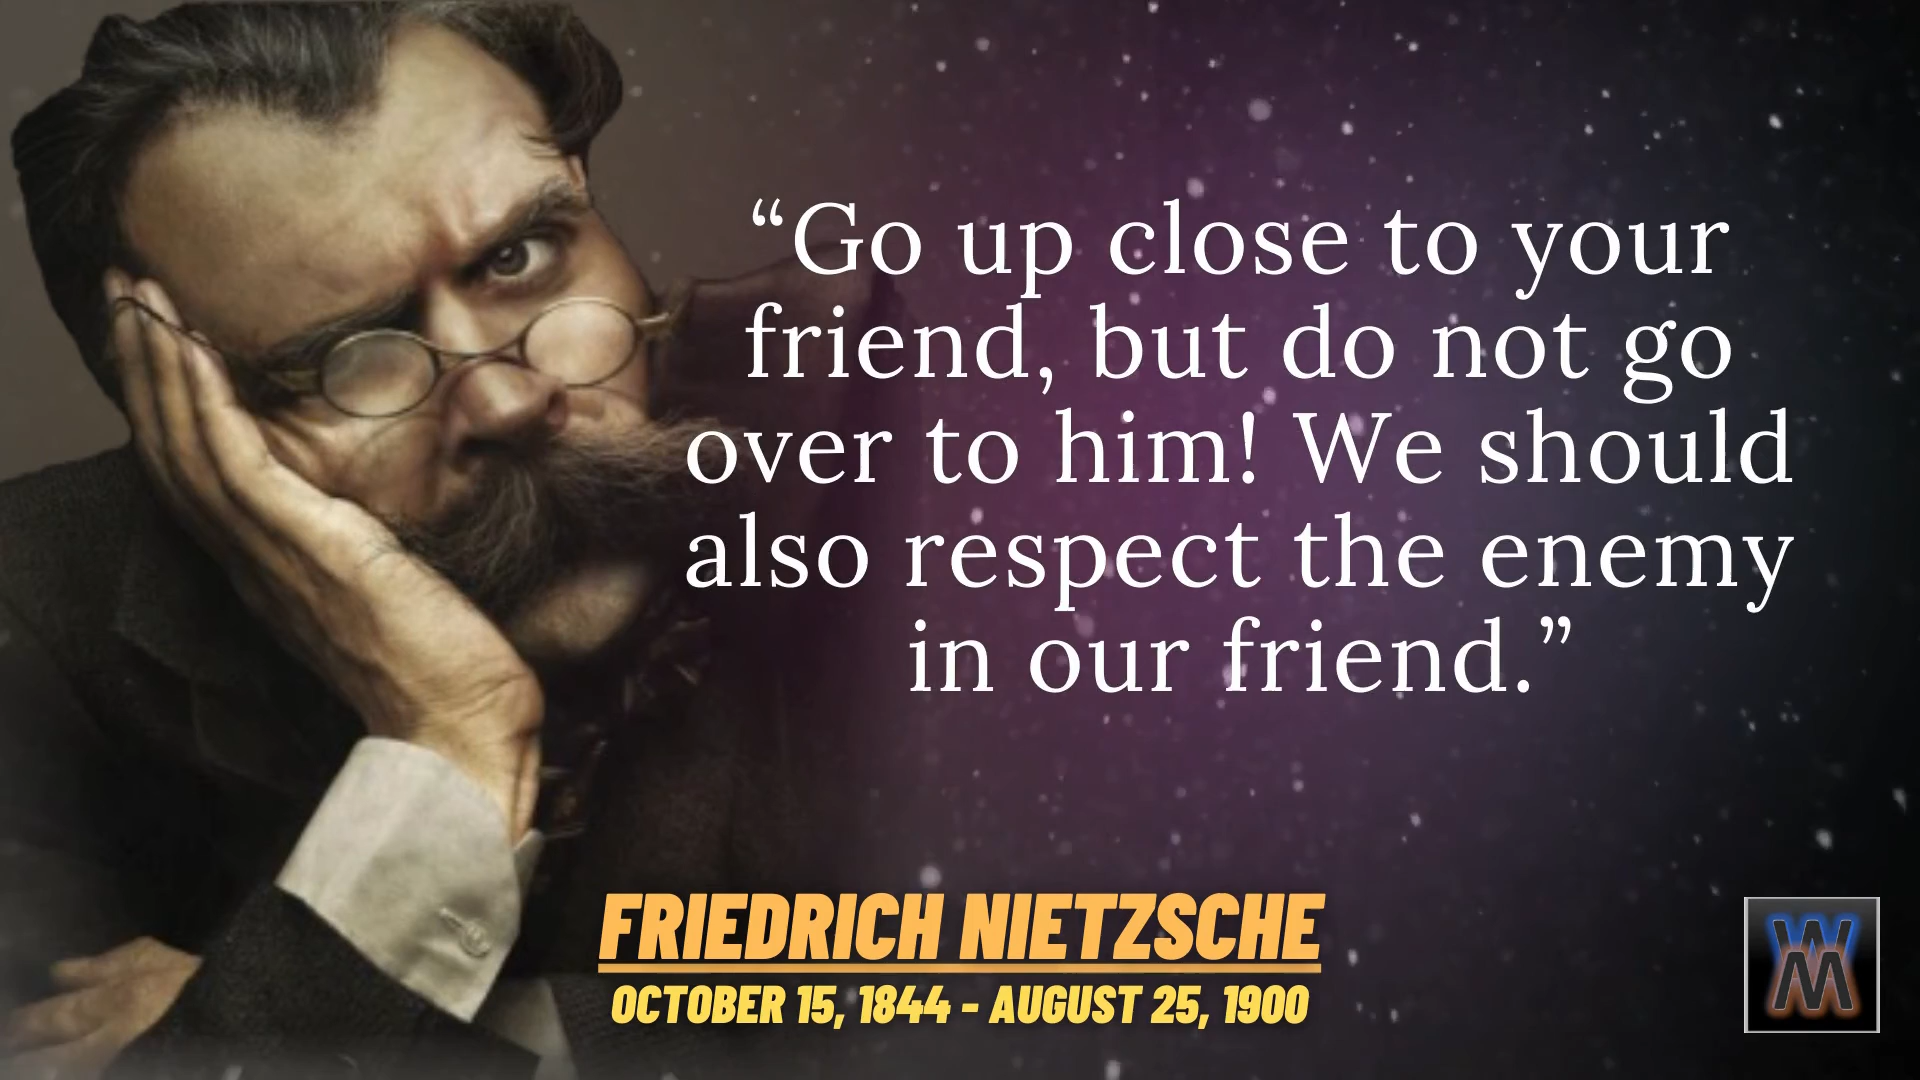 “Go up close to your
friend, but do not go
over to him! We should
also respect the enemy
in our friend.”
FRIEDRICH NIETZSCHE
OCTOBER 15, 1844 - AUGUST 25, 1900
WM